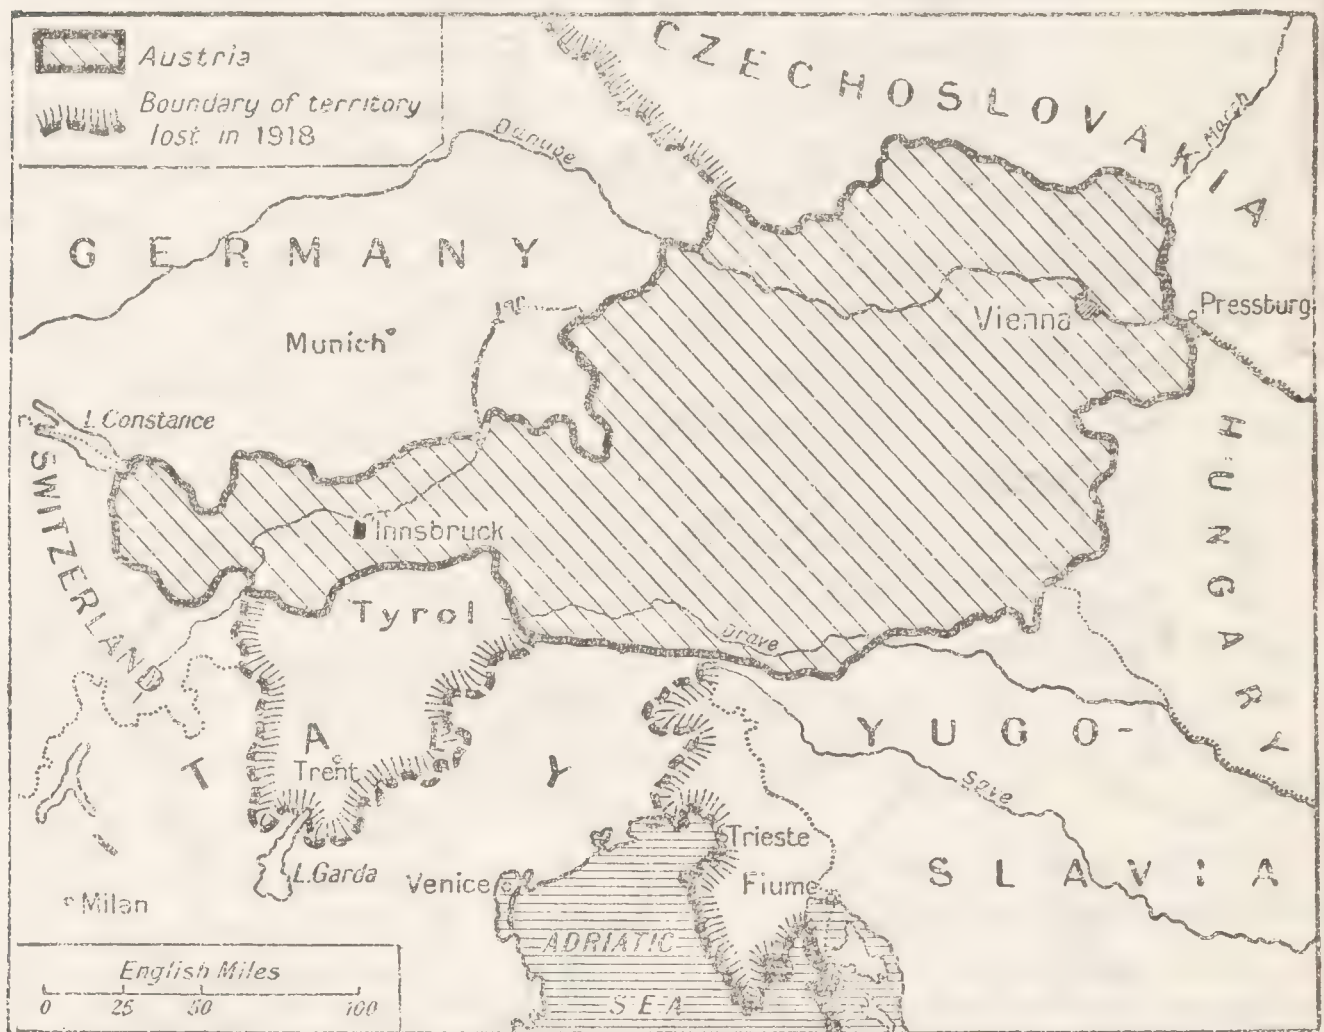 Austria
Boundary of territory
lost in 1918
CZECHOSLOVAKIA
March
Danube
GERMANY
Munich
Vienna
Pressburg
L. Constance
SWITZERLAND
Innsbruck
HUNGARY
Tyrol
Drave
YUGO-
SLAVIA
Save
T A Y
Trent
L. Garda
Venice
Trieste
Fiume
Milan
ADRIATIC
SEA
English Miles
0 25 50 100